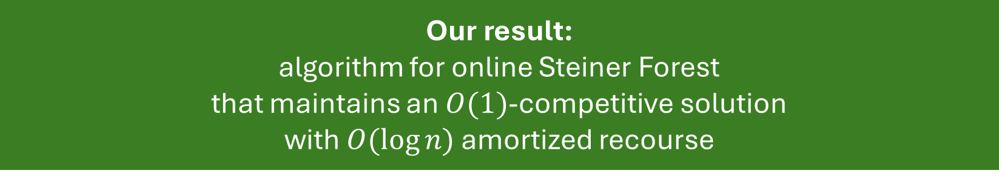 Our result:
algorithm for online Steiner Forest
that maintains an O(1)-competitive solution
with O(log n) amortized recourse